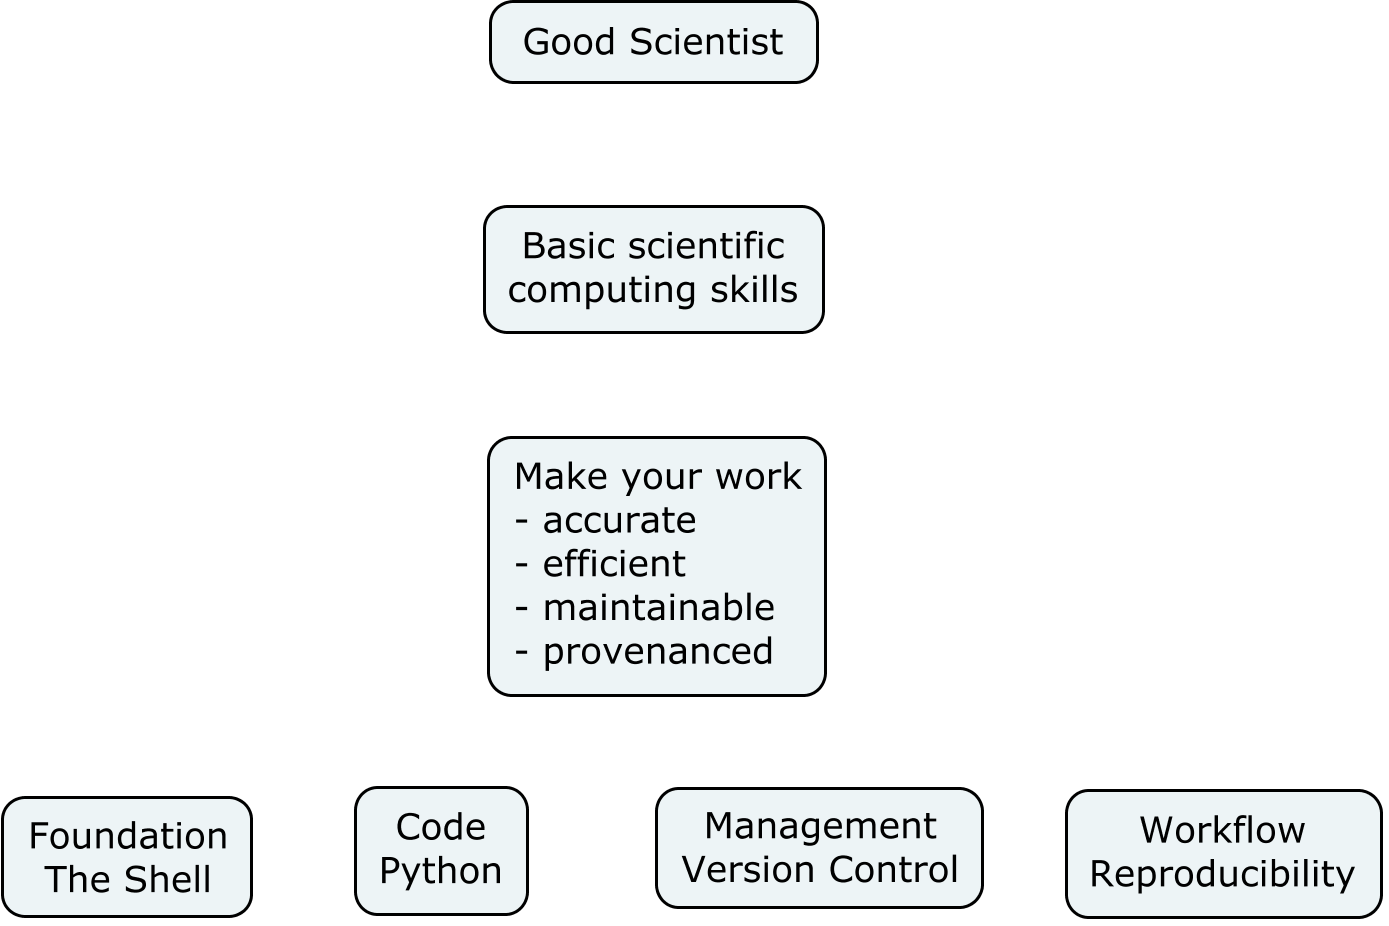 Good Scientist
Basic scientific
computing skills
Make your work
- accurate
- efficient
- maintainable
- provenanced
Foundation
The Shell
Code
Python
Management
Version Control
Workflow
Reproducibility